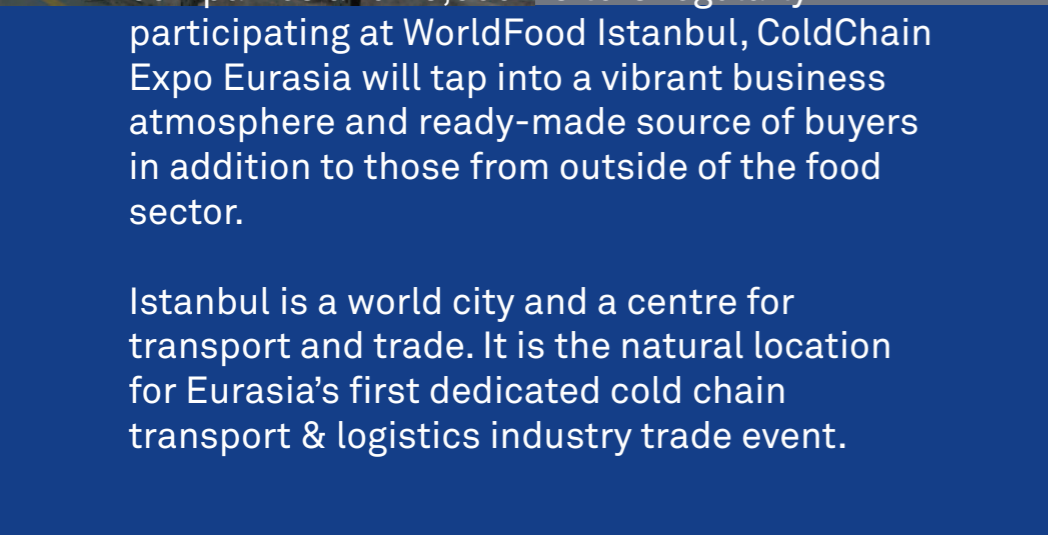 participating at WorldFood Istanbul, ColdChain
Expo Eurasia will tap into a vibrant business
atmosphere and ready-made source of buyers
in addition to those from outside of the food
sector.
Istanbul is a world city and a centre for
transport and trade. It is the natural location
for Eurasia’s first dedicated cold chain
transport & logistics industry trade event.